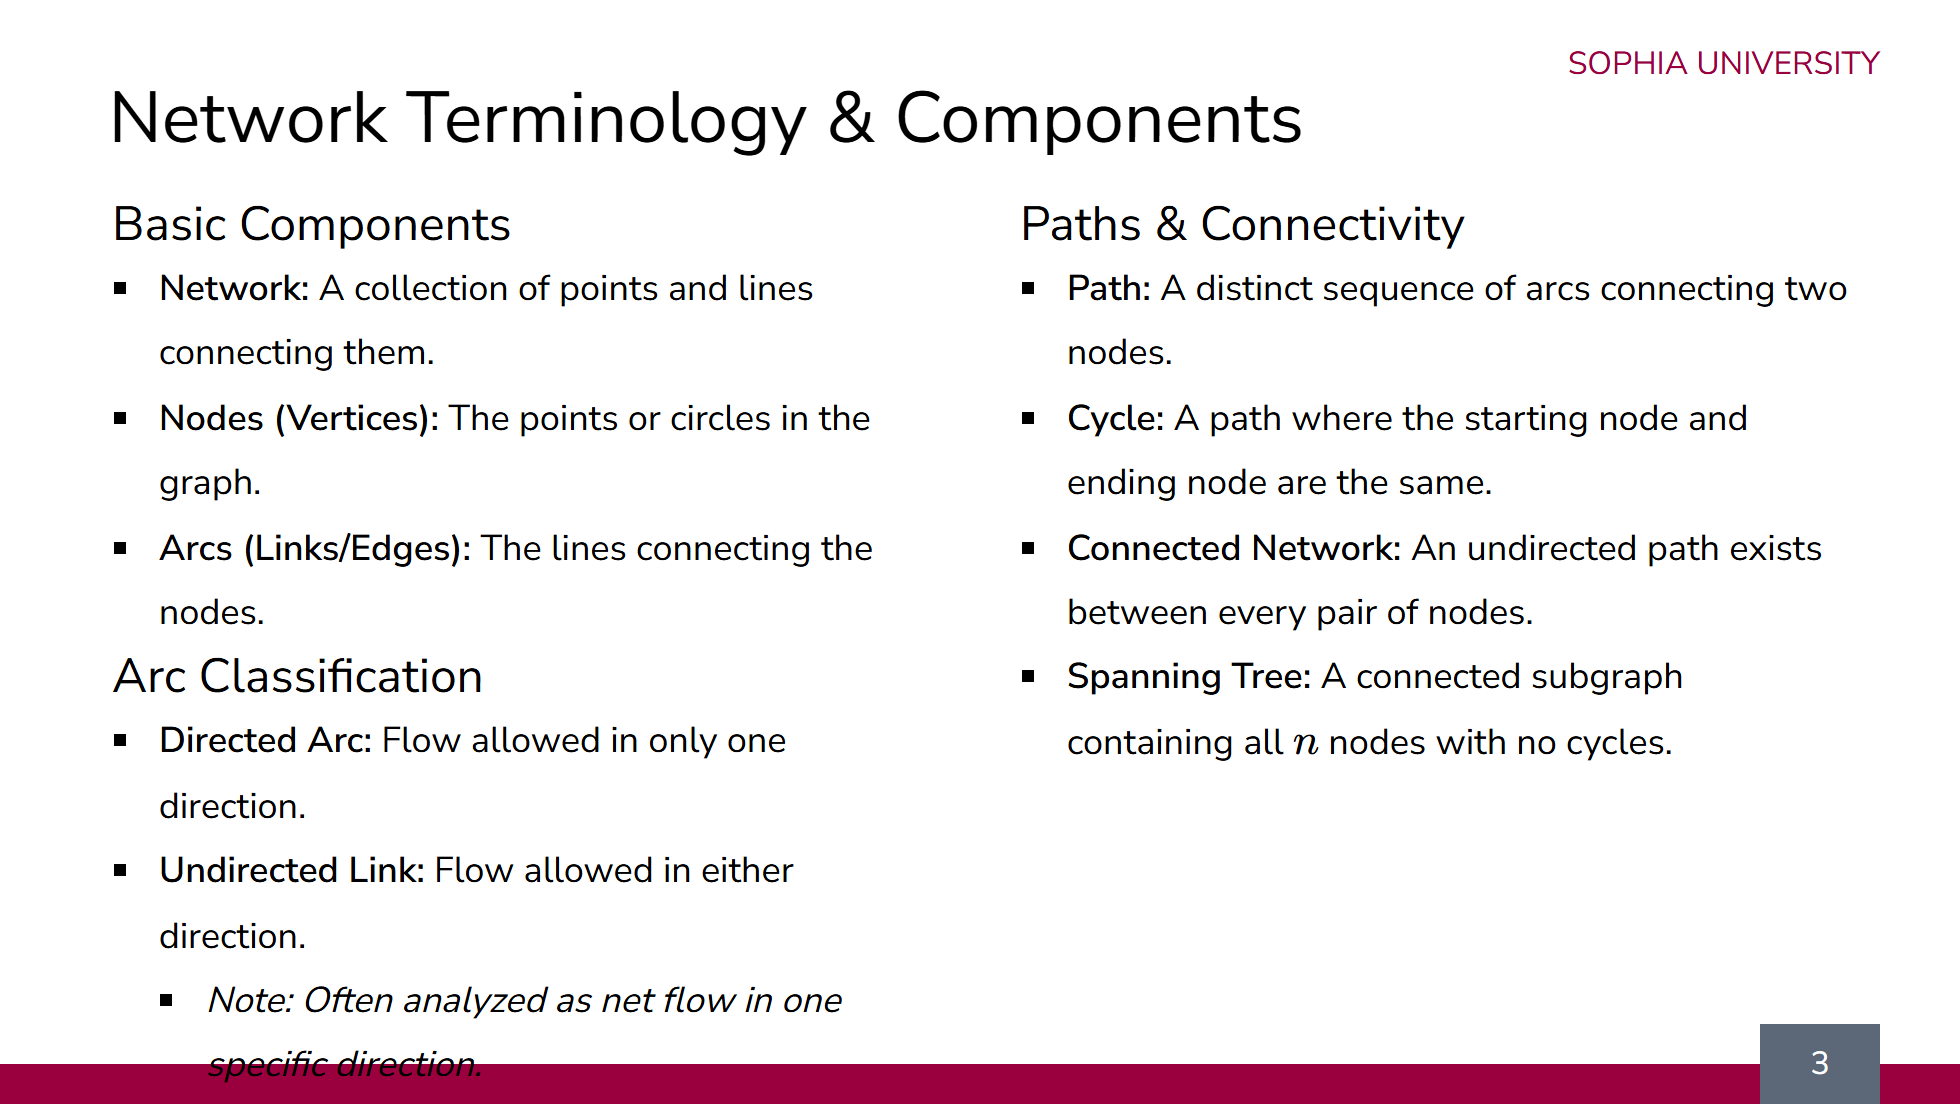 SOPHIA UNIVERSITY
Network Terminology & Components
Basic Components
▪ Network: A collection of points and lines
connecting them.
▪ Nodes (Vertices): The points or circles in the
graph.
▪ Arcs (Links/Edges): The lines connecting the
nodes.
Arc Classification
▪ Directed Arc: Flow allowed in only one
direction.
▪ Undirected Link: Flow allowed in either
direction.
▪ Note: Often analyzed as net flow in one
specific direction.
Paths & Connectivity
▪ Path: A distinct sequence of arcs connecting two
nodes.
▪ Cycle: A path where the starting node and
ending node are the same.
▪ Connected Network: An undirected path exists
between every pair of nodes.
▪ Spanning Tree: A connected subgraph
containing all n nodes with no cycles.
3